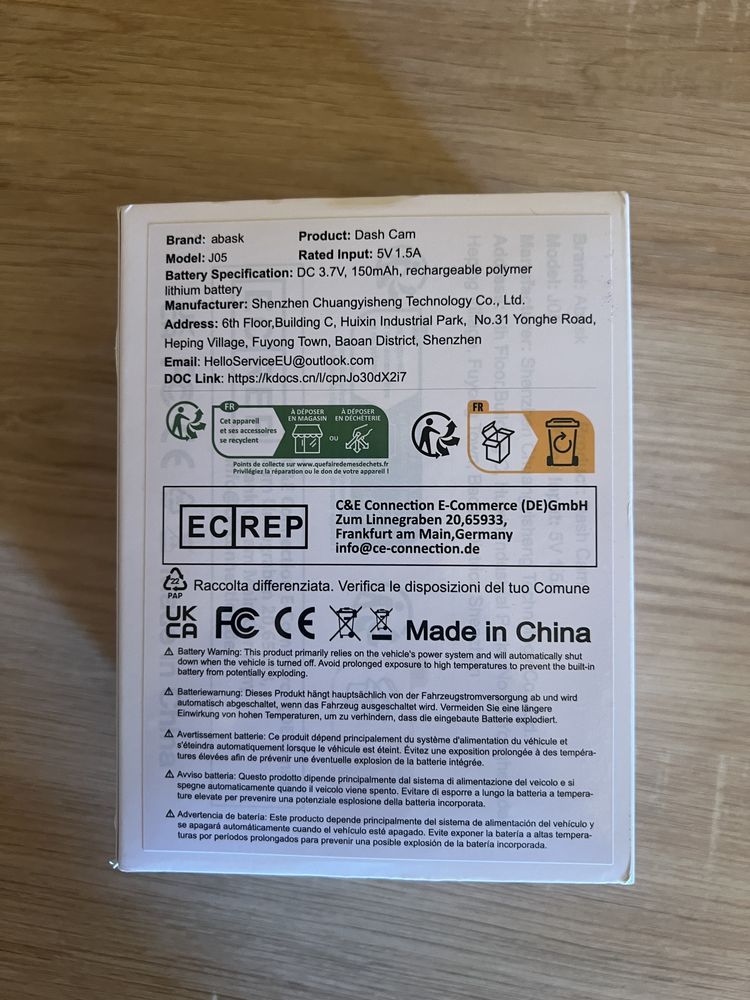 Brand: abask Product: Dash Cam
Model: J05 Rated Input: 5V 1.5A
Battery Specification: DC 3.7V, 150mAh, rechargeable polymer
lithium battery
Manufacturer: Shenzhen Chuangyisheng Technology Co., Ltd.
Address: 6th Floor,Building C, Huixin Industrial Park, No.31 Yonghe Road,
Heping Village, Fuyong Town, Baoan District, Shenzhen
Email: HelloServiceEU@outlook.com
DOC Link: https://kdocs.cn/l/cpnJo30dX2i7
FR
Cet appareil
et ses accessoires
se recyclent
À DÉPOSER
EN MAGASIN
OU
À DÉPOSER
EN DÉCHÈTERIE
Points de collecte sur www.quefairedemesdechets.fr
Privilégiez la réparation ou le don de votre appareil !
FR
EC REP
C&E Connection E-Commerce (DE)GmbH
Zum Linnegraben 20,65933,
Frankfurt am Main,Germany
info@ce-connection.de
22
PAP
Raccolta differenziata. Verifica le disposizioni del tuo Comune
UK
CA
FC CE Made in China
⚠ Battery Warning: This product primarily relies on the vehicle's power system and will automatically shut
down when the vehicle is turned off. Avoid prolonged exposure to high temperatures to prevent the built-in
battery from potentially exploding.
⚠ Batteriewarnung: Dieses Produkt hängt hauptsächlich von der Fahrzeugstromversorgung ab und wird
automatisch abgeschaltet, wenn das Fahrzeug ausgeschaltet wird. Vermeiden Sie eine längere
Einwirkung von hohen Temperaturen, um zu verhindern, dass die eingebaute Batterie explodiert.
⚠ Avertissement batterie: Ce produit dépend principalement du système d'alimentation du véhicule et
s'éteindra automatiquement lorsque le véhicule est éteint. Évitez une exposition prolongée à des tempéra-
tures élevées afin de prévenir une éventuelle explosion de la batterie intégrée.
⚠ Avviso batteria: Questo prodotto dipende principalmente dal sistema di alimentazione del veicolo e si
spegne automaticamente quando il veicolo viene spento. Evitare di esporre a lungo la batteria a tempera-
ture elevate per prevenire una potenziale esplosione della batteria incorporata.
⚠ Advertencia de batería: Este producto depende principalmente del sistema de alimentación del vehículo y
se apagará automáticamente cuando el vehículo esté apagado. Evite exponer la batería a altas tempera-
turas por períodos prolongados para prevenir una posible explosión de la batería incorporada.